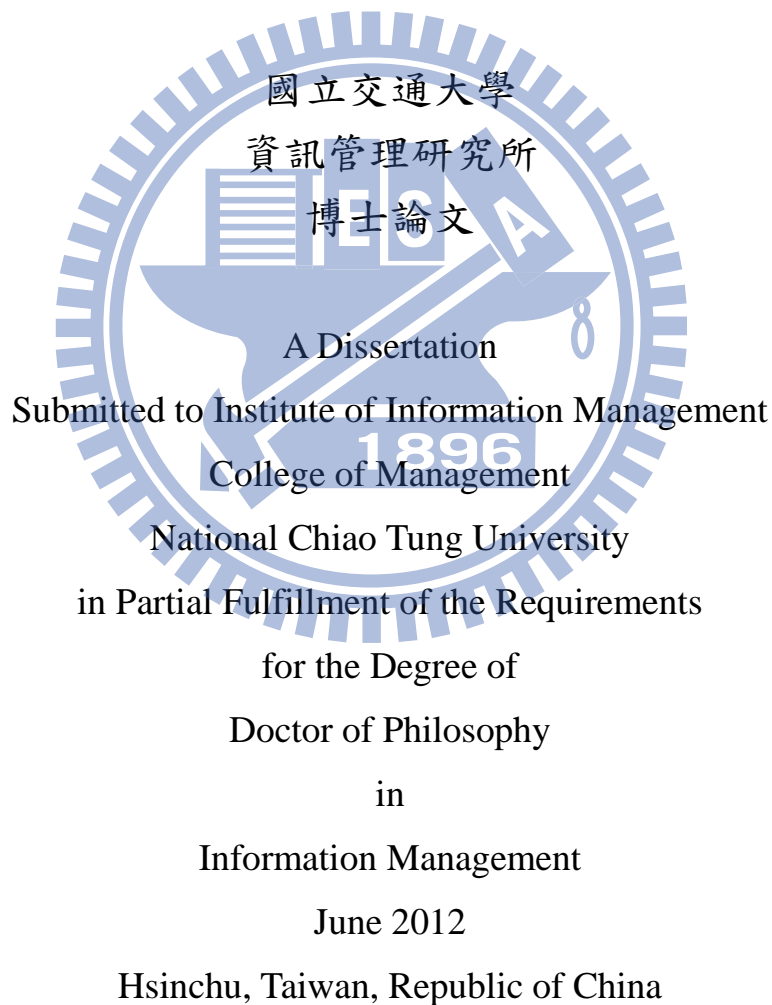 國立交通大學
資訊管理研究所
博士論文
E S A
A Dissertation
Submitted to Institute of Information Management
1896
College of Management
National Chiao Tung University
in Partial Fulfillment of the Requirements
for the Degree of
Doctor of Philosophy
in
Information Management
June 2012
Hsinchu, Taiwan, Republic of China